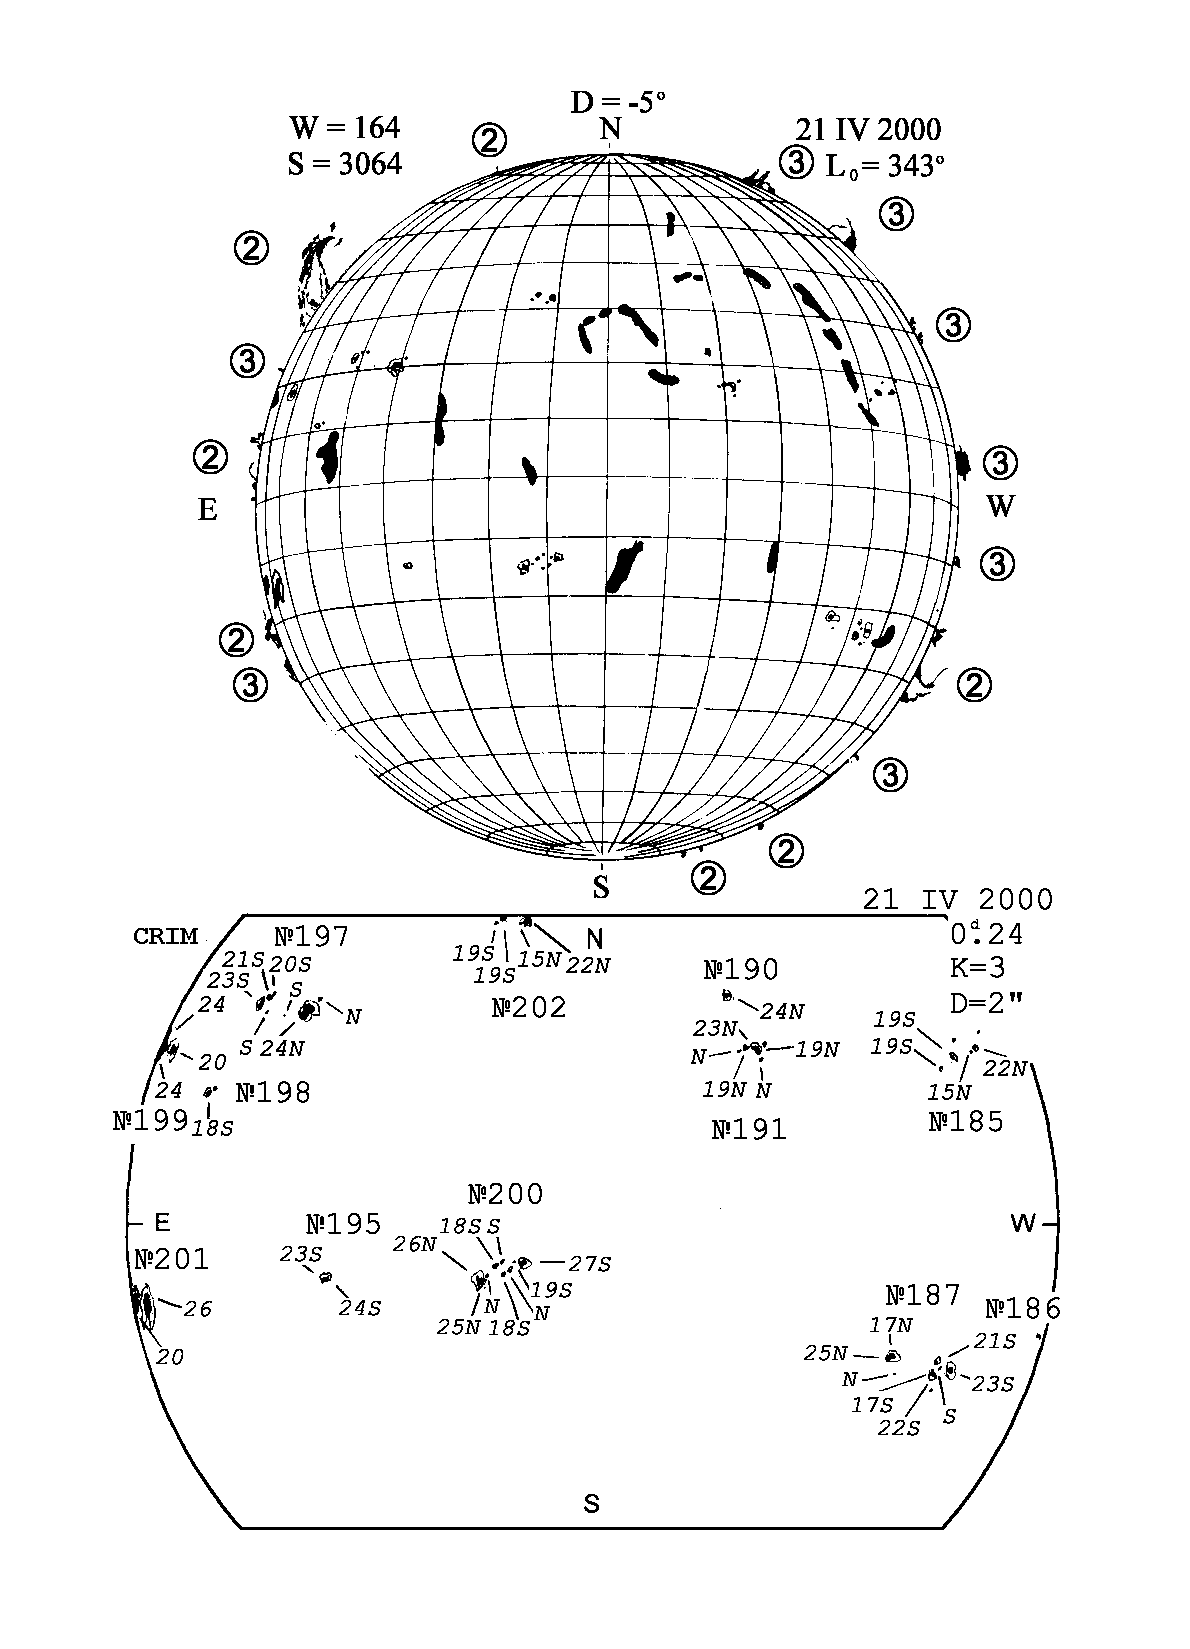 D = -5°
W = 164 N 21 IV 2000
S = 3064 L₀ = 343°
②
③
③
②
③
③
②
③
E W
③
②
③
②
③
②
②
S
21 IV 2000
CRIM №197 N 0ᵈ.24
21S 20S 19S 15N №190 K=3
23S S 19S 22N D=2"
24 N №202 24N 19S
S 24N 23N 19S
20 N 19N 22N
24 №198 19N N 15N
№199 18S №191 №185
№200
E №195 18S S W
№201 23S 26N 27S
26 24S N 19S
25N 18S N №187 №186
20 17N 21S
25N
N 23S
17S S
22S
S